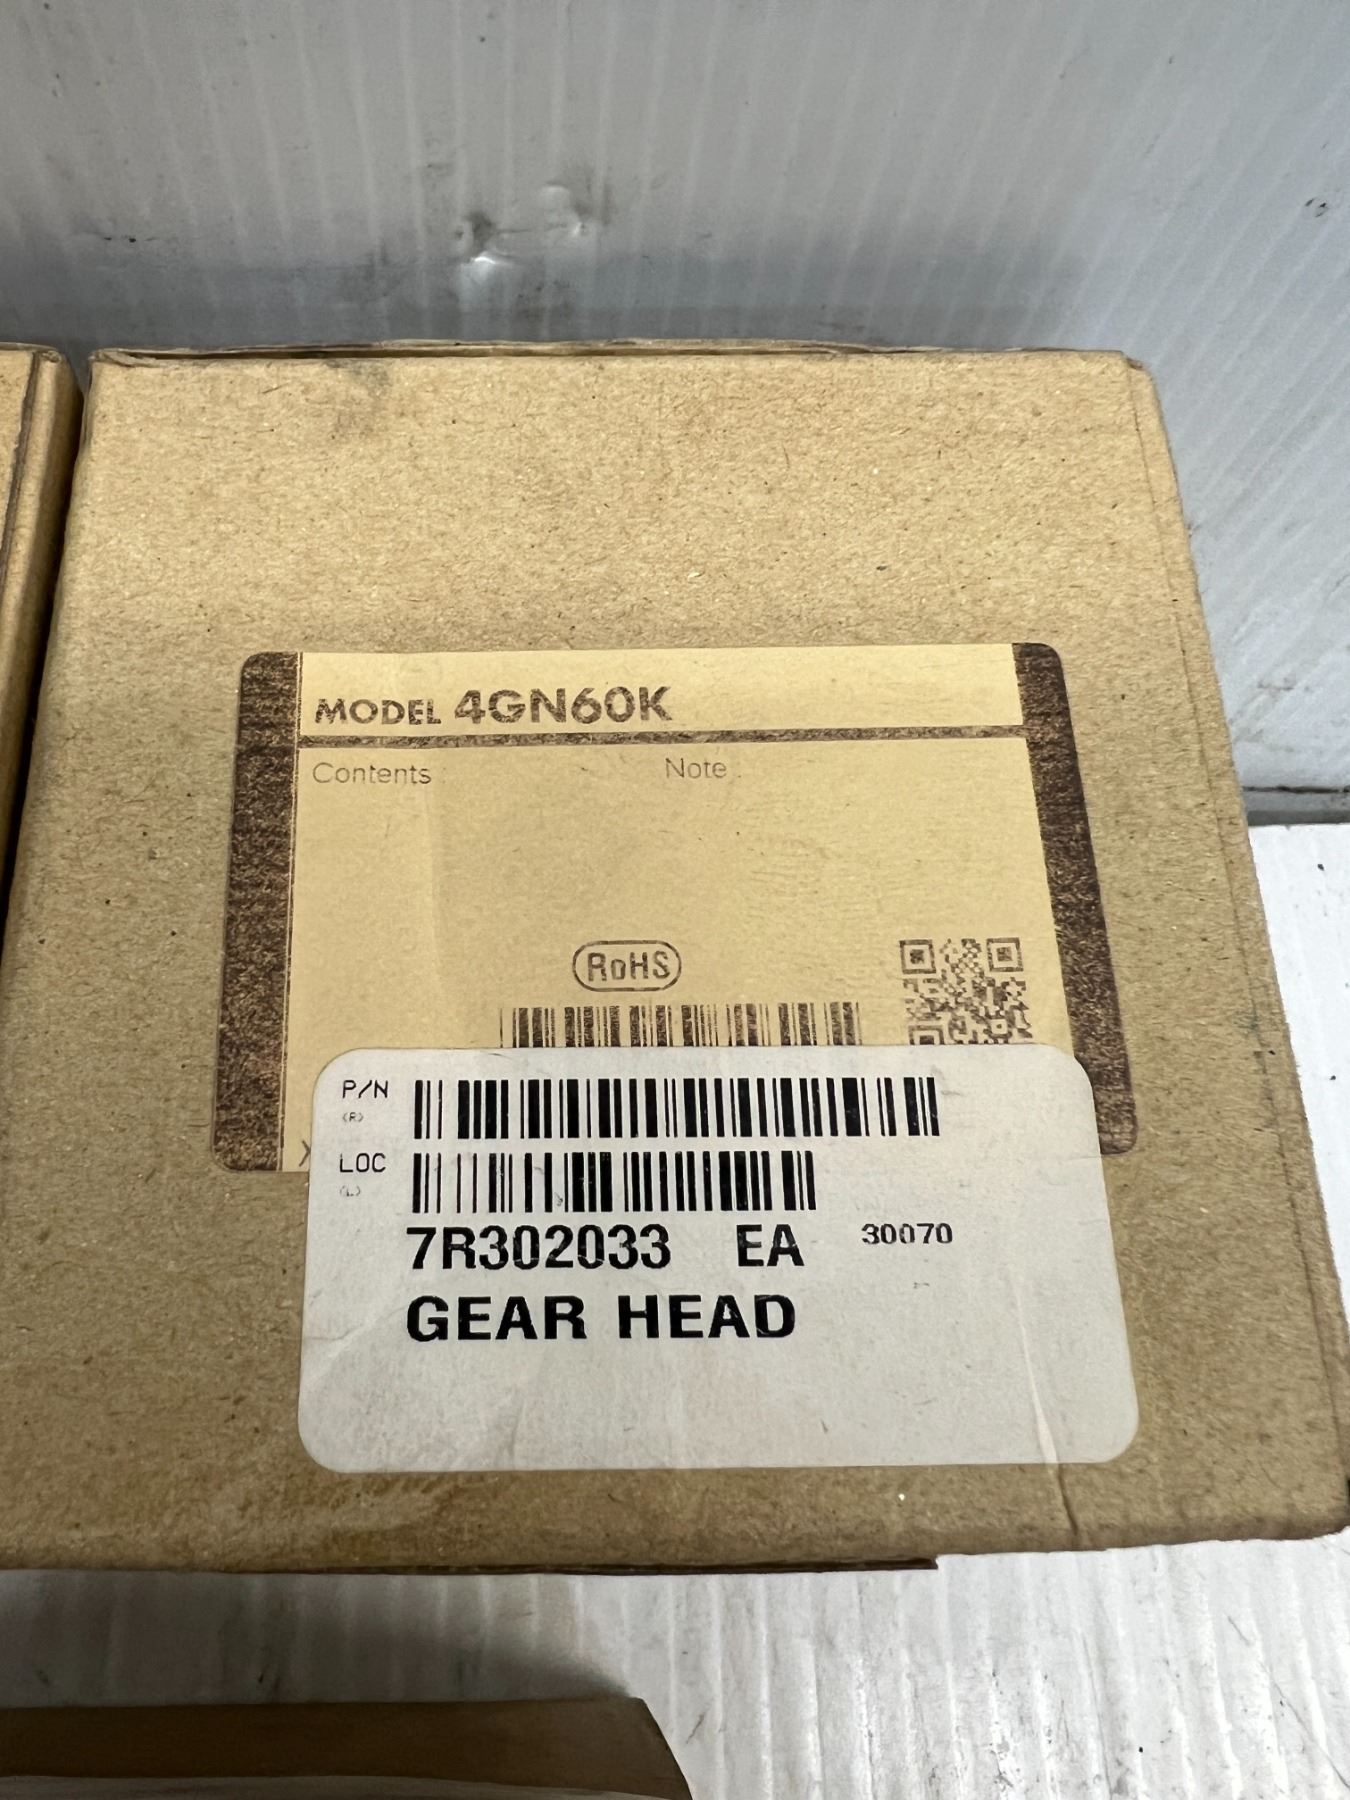 MODEL 4GN60K
Contents :
Note :
RoHS
P/N
(R)
LOC
(L)
7R302033 EA 30070
GEAR HEAD